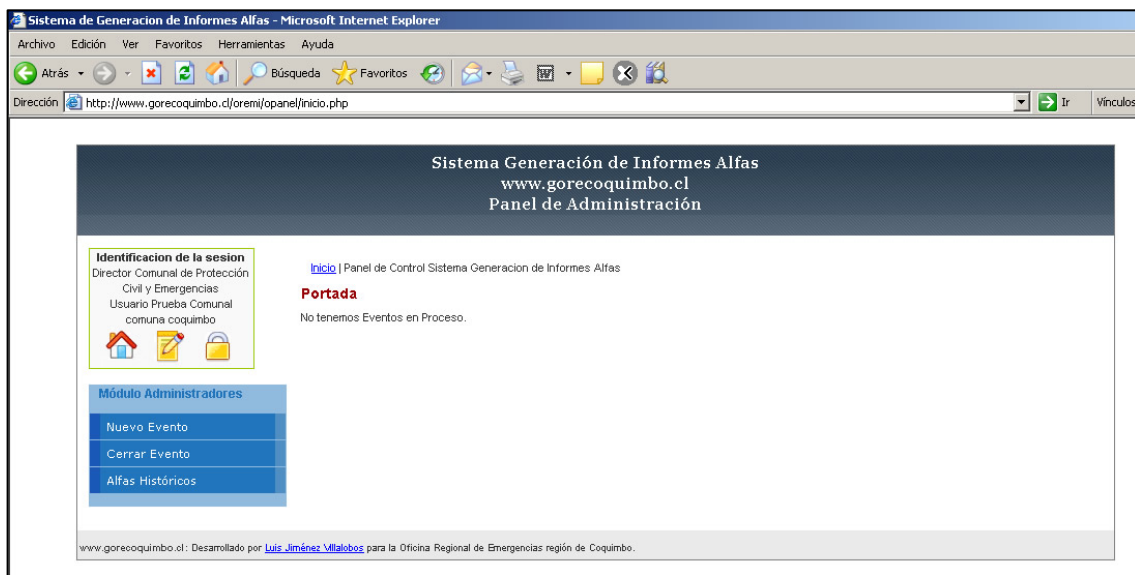 Sistema de Generacion de Informes Alfas - Microsoft Internet Explorer
Archivo Edición Ver Favoritos Herramientas Ayuda
Atrás Búsqueda Favoritos
Dirección http://www.gorecoquimbo.cl/oremi/opanel/inicio.php Ir Vínculos
Sistema Generación de Informes Alfas
www.gorecoquimbo.cl
Panel de Administración
Identificacion de la sesion
Director Comunal de Protección
Civil y Emergencias
Usuario Prueba Comunal
comuna coquimbo
Inicio | Panel de Control Sistema Generacion de Informes Alfas
Portada
No tenemos Eventos en Proceso.
Módulo Administradores
Nuevo Evento
Cerrar Evento
Alfas Históricos
www.gorecoquimbo.cl: Desarrollado por Luis Jiménez Villalobos para la Oficina Regional de Emergencias región de Coquimbo.